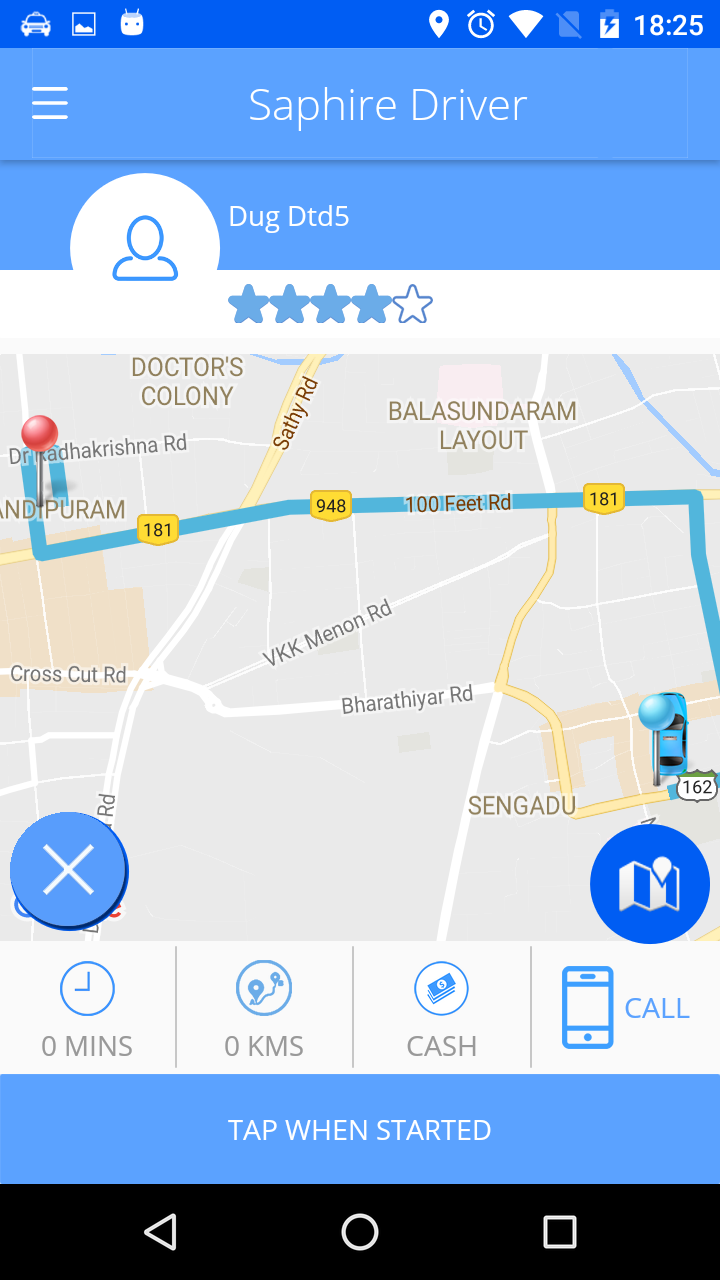 18:25
Saphire Driver
Dug Dtd5
DOCTOR'S
COLONY
Sathy Rd
BALASUNDARAM
LAYOUT
Dr Radhakrishna Rd
ANDIPURAM
181
948
100 Feet Rd
181
VKK Menon Rd
Cross Cut Rd
Bharathiyar Rd
162
SENGADU
Rd
0 MINS
0 KMS
CASH
CALL
TAP WHEN STARTED